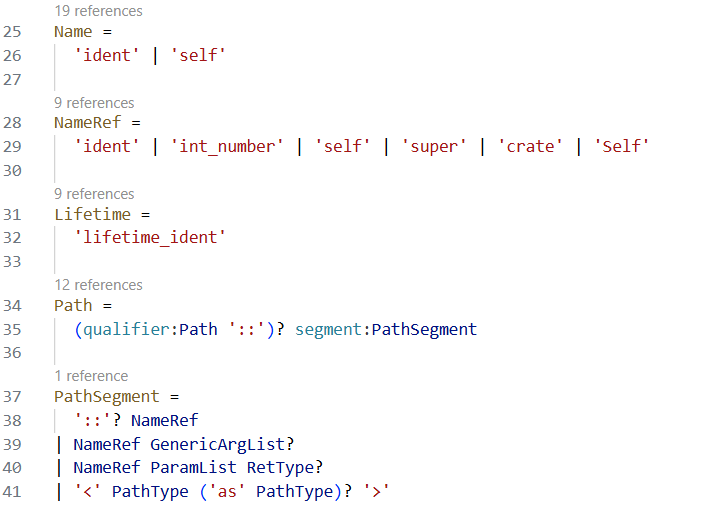 19 references
25 Name =
26 'ident' | 'self'
27
9 references
28 NameRef =
29 'ident' | 'int_number' | 'self' | 'super' | 'crate' | 'Self'
30
9 references
31 Lifetime =
32 'lifetime_ident'
33
12 references
34 Path =
35 (qualifier:Path '::')? segment:PathSegment
36
1 reference
37 PathSegment =
38 '::'? NameRef
39 | NameRef GenericArgList?
40 | NameRef ParamList RetType?
41 | '<' PathType ('as' PathType)? '>'